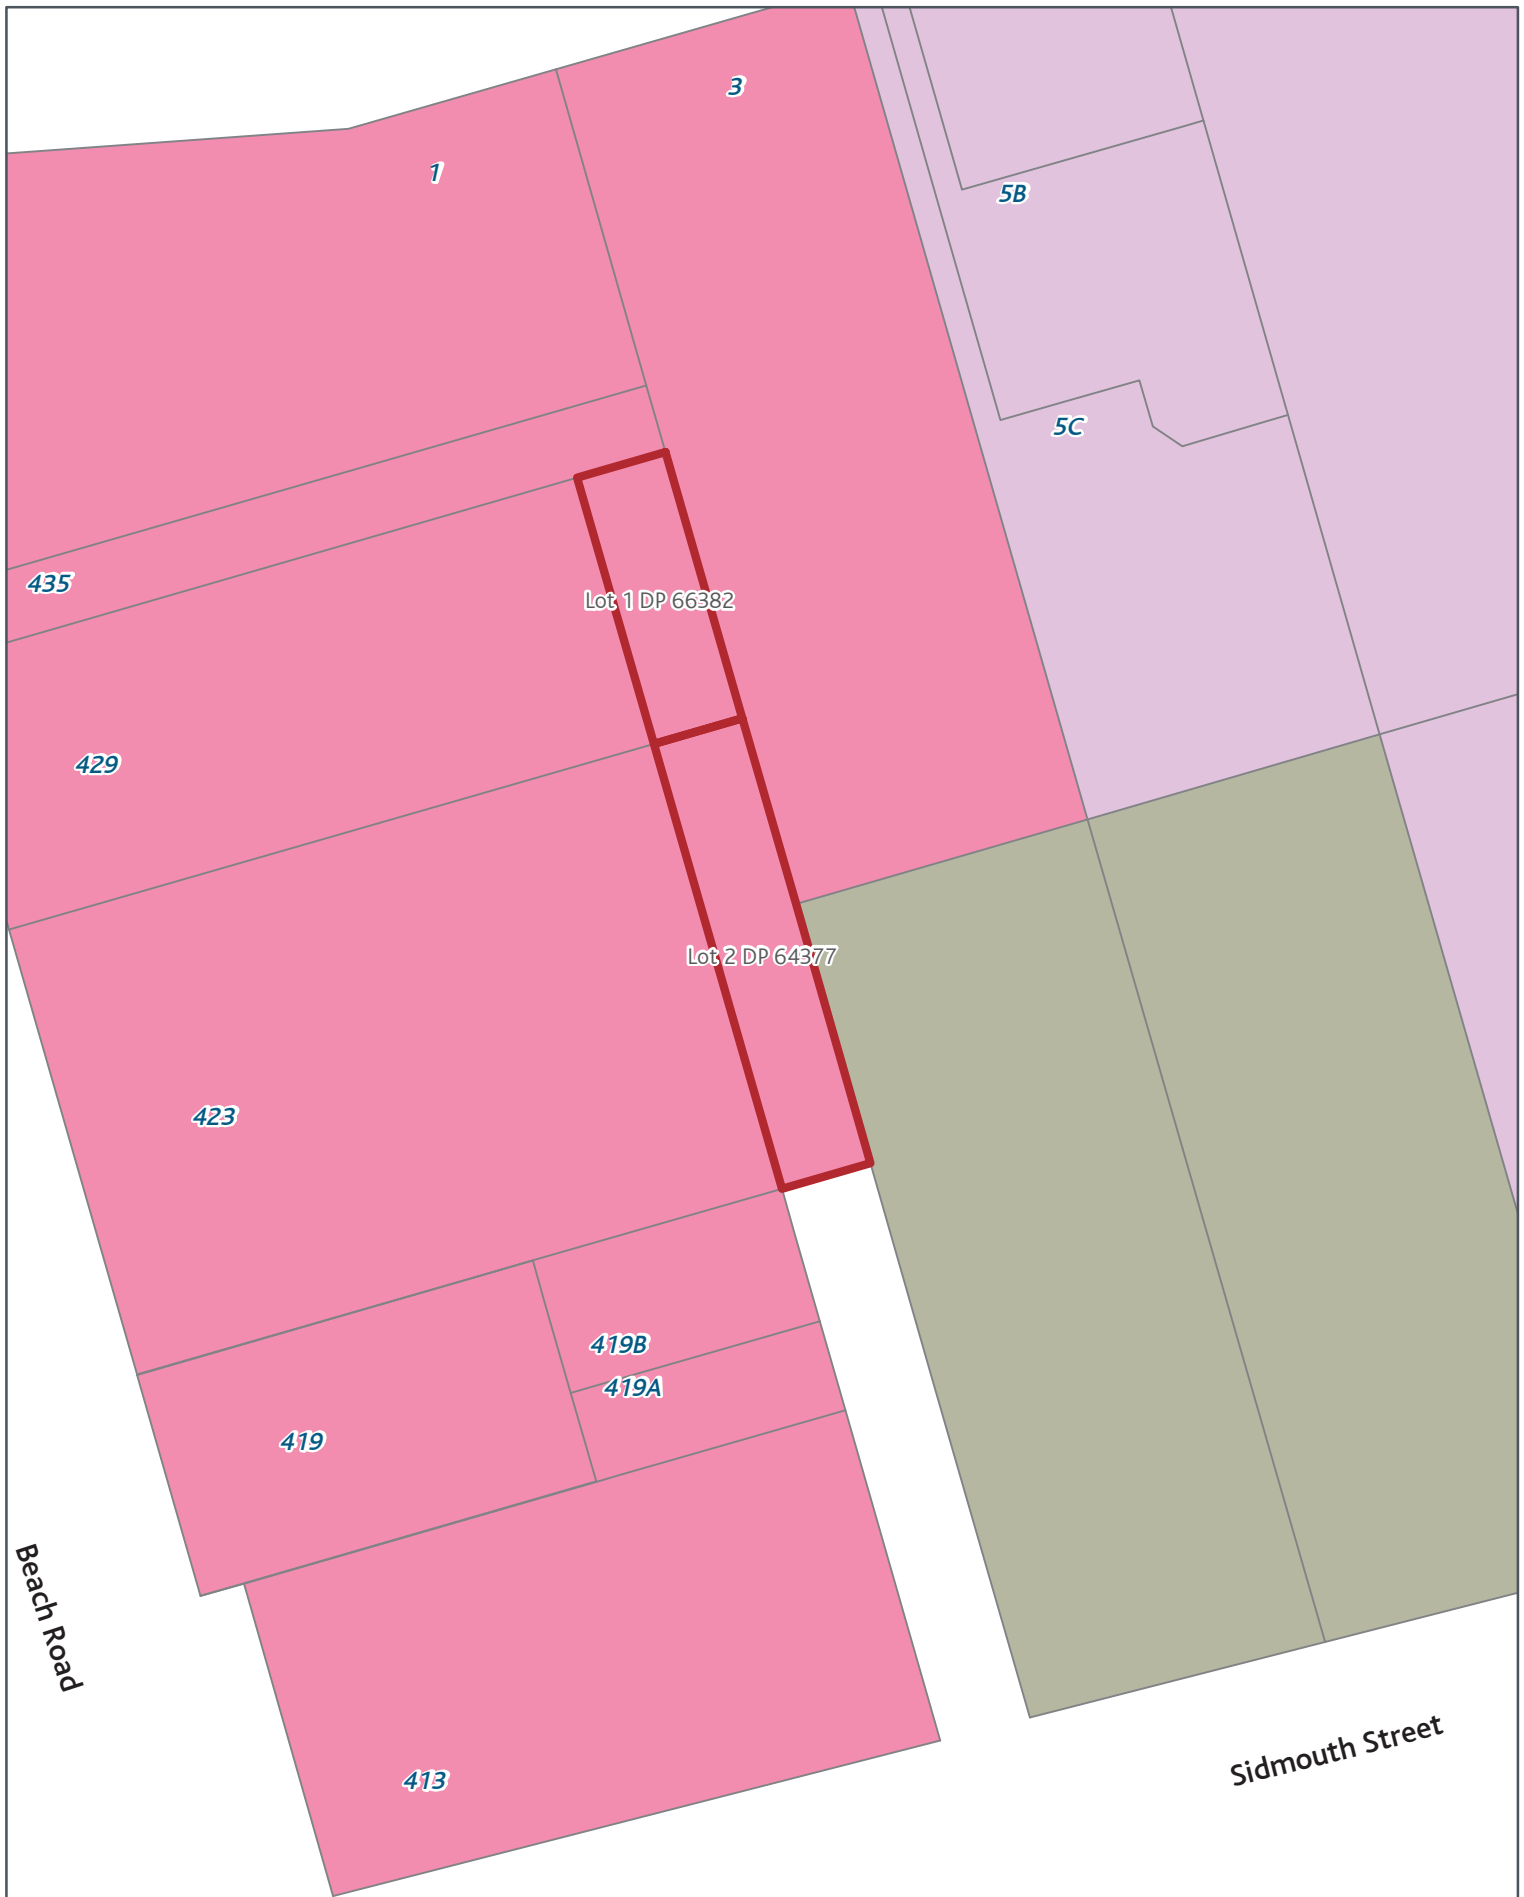 3
1
5B
5C
435
Lot 1 DP 66382
429
Lot 2 DP 64377
423
419B
419A
419
Beach Road
Sidmouth Street
413